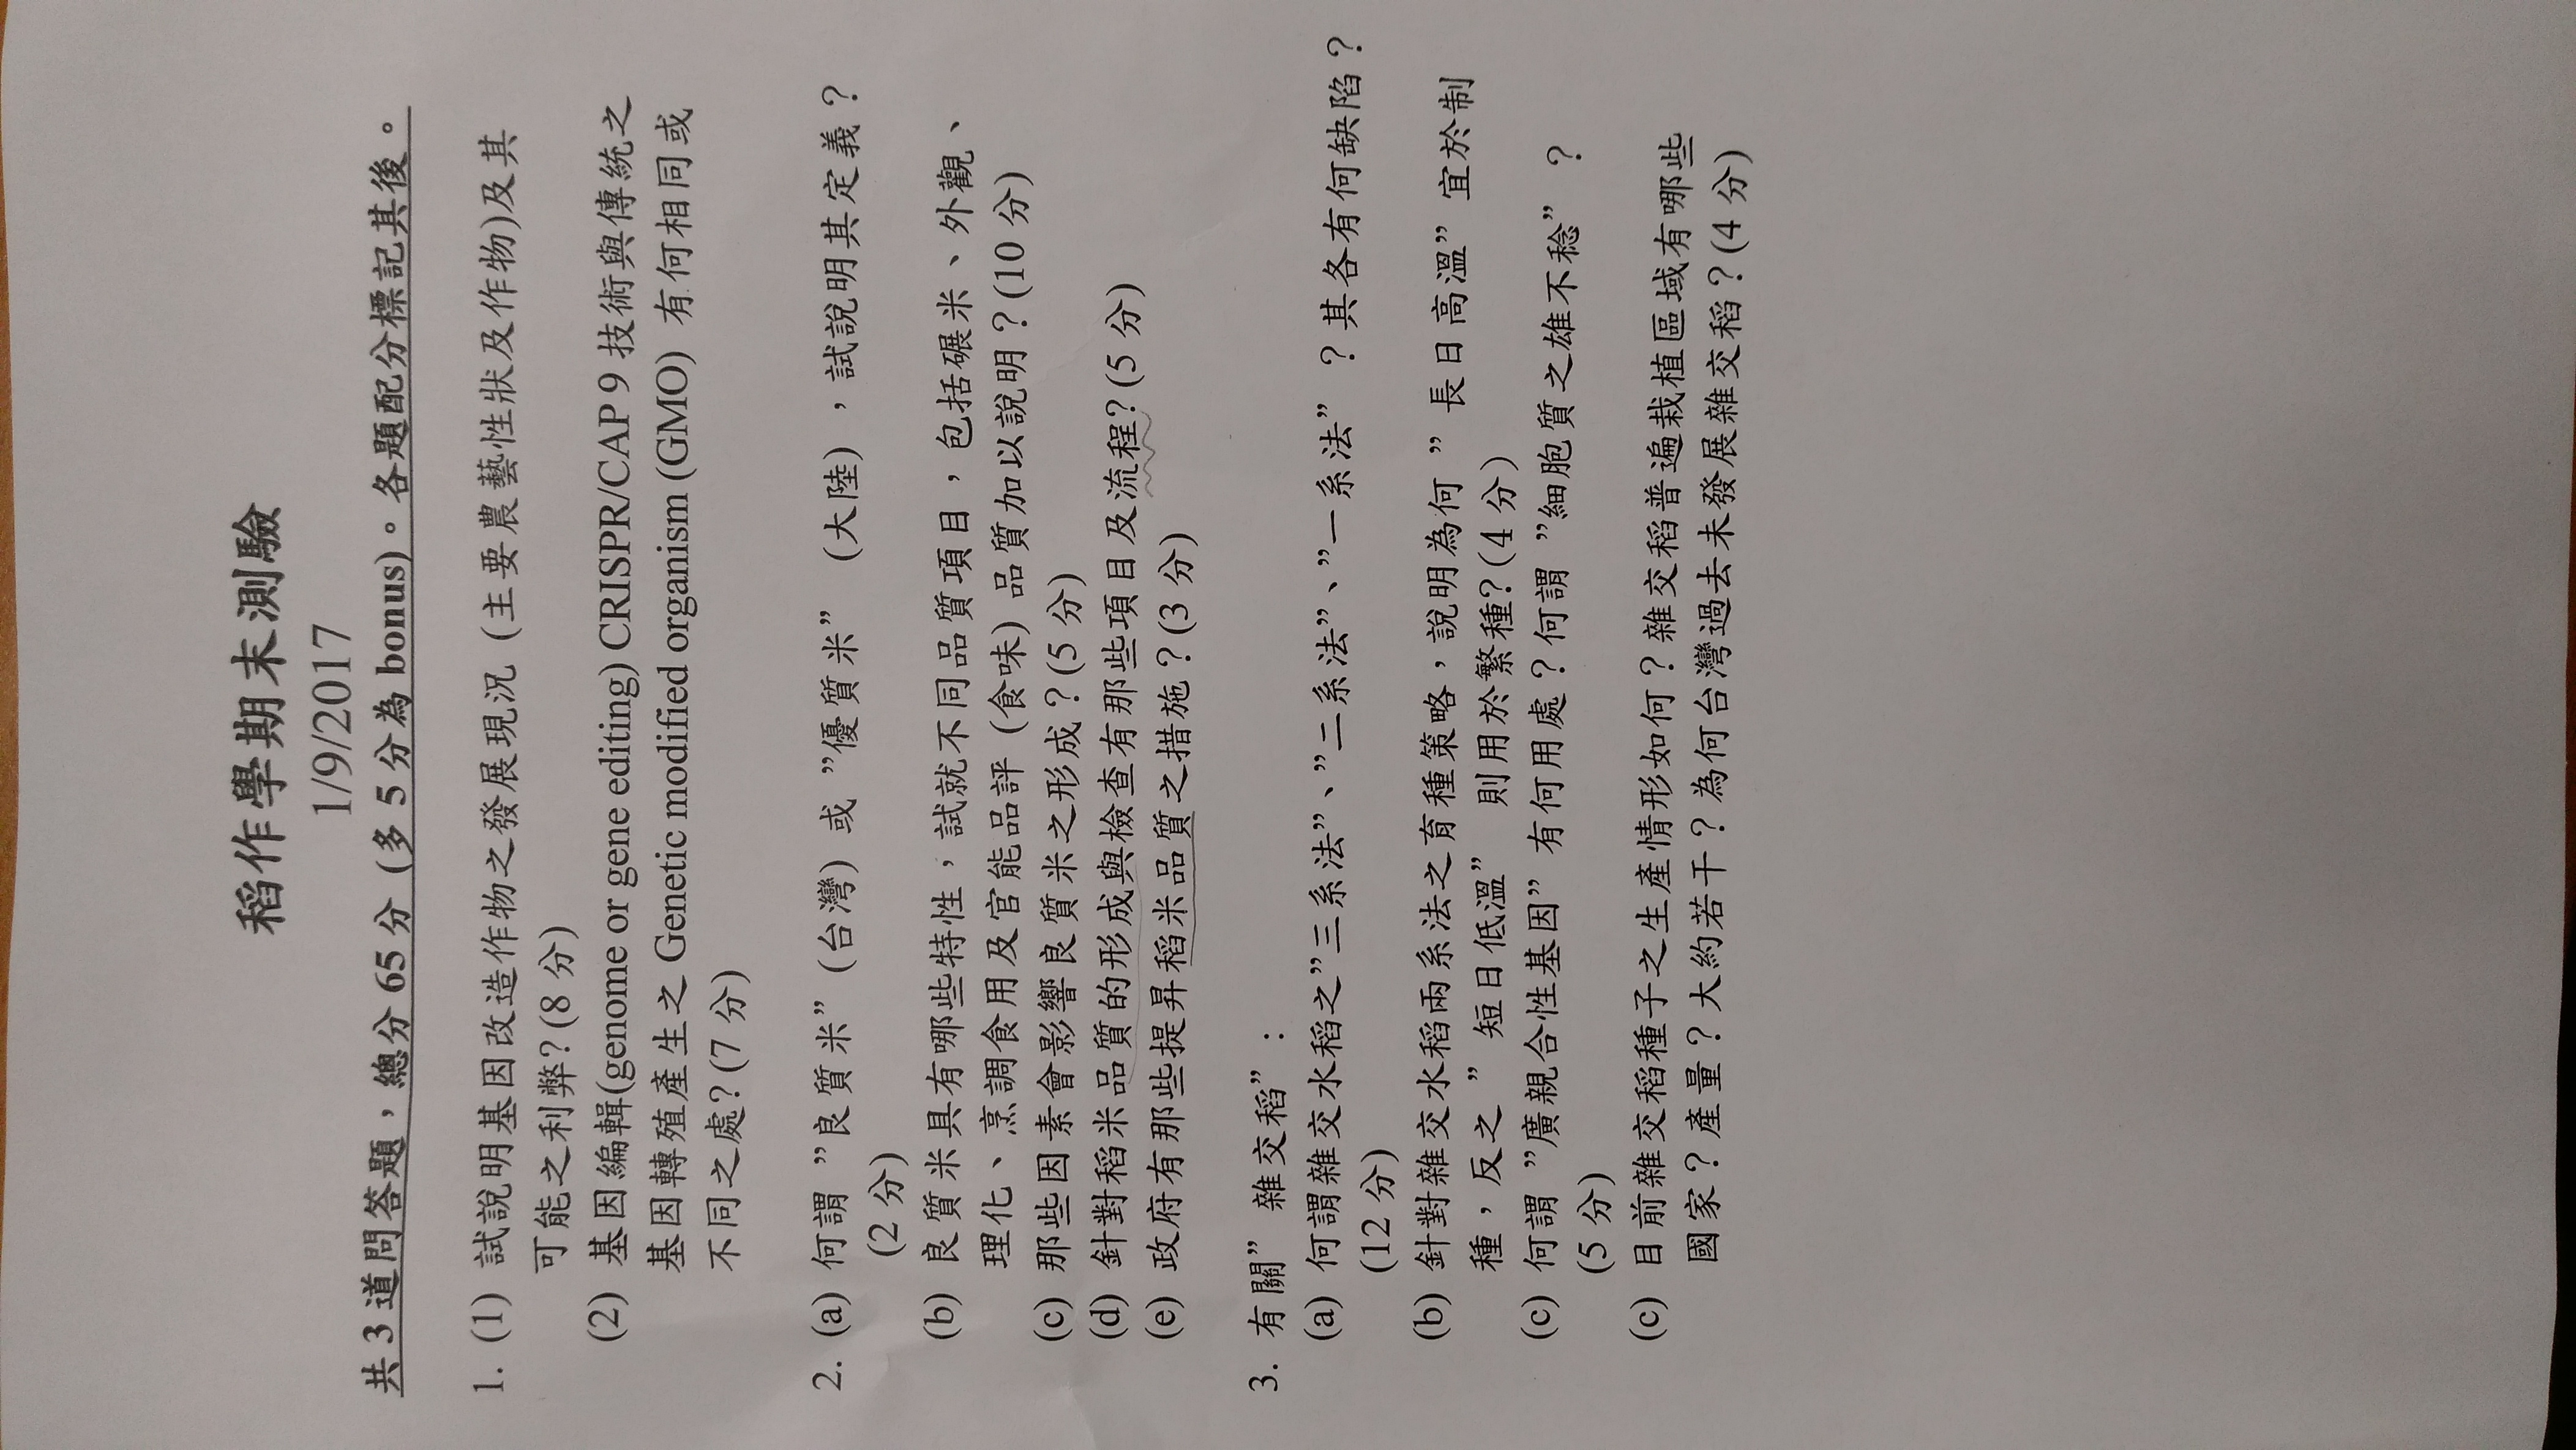 稻作學期末測驗
1/9/2017
共 3 道問答題，總分 65 分 (多 5 分為 bonus)。各題配分標記其後。
1. (1) 試說明基因改造作物之發展現況 (主要農藝性狀及作物)及其
可能之利弊? (8 分)
(2) 基因編輯(genome or gene editing) CRISPR/CAP 9 技術與傳統之
基因轉殖產生之 Genetic modified organism (GMO) 有何相同或
不同之處? (7 分)
2. (a) 何謂 ”良質米” (台灣) 或 ”優質米” (大陸)，試說明其定義？
(2 分)
(b) 良質米具有哪些特性，試就不同品質項目，包括碾米、外觀、
理化、烹調食用及官能品評 (食味) 品質加以說明？(10 分)
(c) 那些因素會影響良質米之形成？(5 分)
(d) 針對稻米品質的形成與檢查有那些項目及流程? (5 分)
(e) 政府有那些提昇稻米品質之措施？(3 分)
3. 有關” 雜交稻”：
(a) 何謂雜交水稻之”三系法”、”二系法”、”一系法” ？其各有何缺陷？
(12 分)
(b) 針對雜交水稻兩系法之育種策略，說明為何 ” 長日高溫” 宜於制
種，反之 ” 短日低溫” 則用於繁種? (4 分)
(c) 何謂 ”廣親合性基因” 有何用處？何謂 ”細胞質之雄不稔” ？
(5 分)
(c) 目前雜交稻種子之生產情形如何？雜交稻普遍栽植區域有哪些
國家？產量？大約若干？為何台灣過去未發展雜交稻？(4 分)